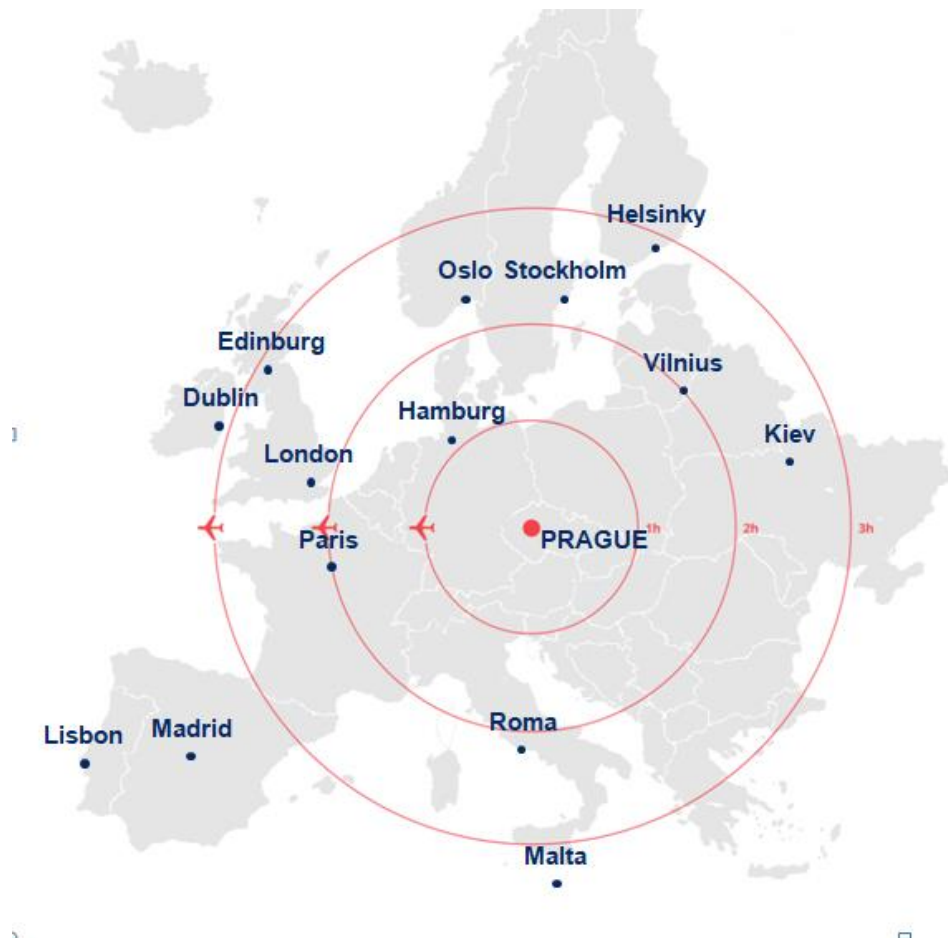 Helsinky
Oslo Stockholm
Edinburg
Vilnius
Dublin
Hamburg
Kiev
London
Paris
PRAGUE
1h
2h
3h
Roma
Madrid
Lisbon
Malta